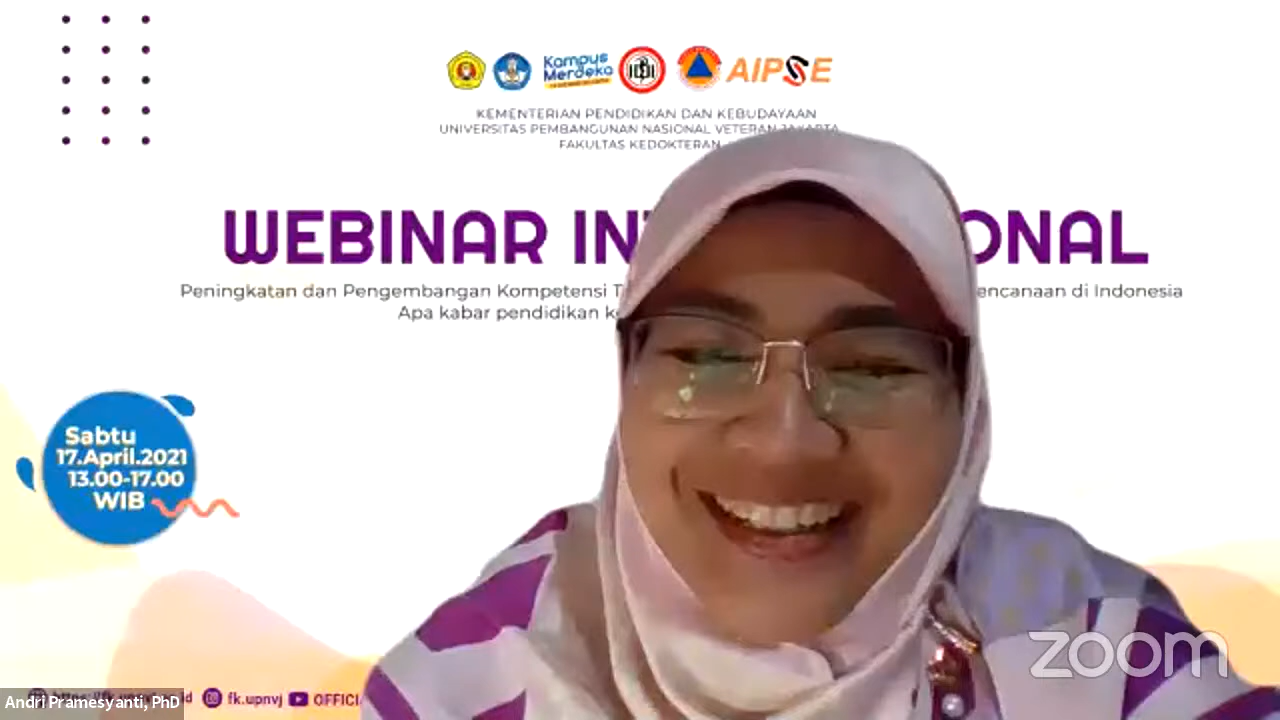 Kampus
Merdeka
AIPSE
KEMENTERIAN PENDIDIKAN DAN KEBUDAYAAN
UNIVERSITAS PEMBANGUNAN NASIONAL VETERAN JAKARTA
FAKULTAS KEDOKTERAN
WEBINAR IN ONAL
Peningkatan dan Pengembangan Kompetensi T encanaan di Indonesia
Apa kabar pendidikan k
Sabtu
17.April.2021
13.00-17.00
WIB
zoom
fk.upnvj
OFFICI
Andri Pramesyanti, PhD